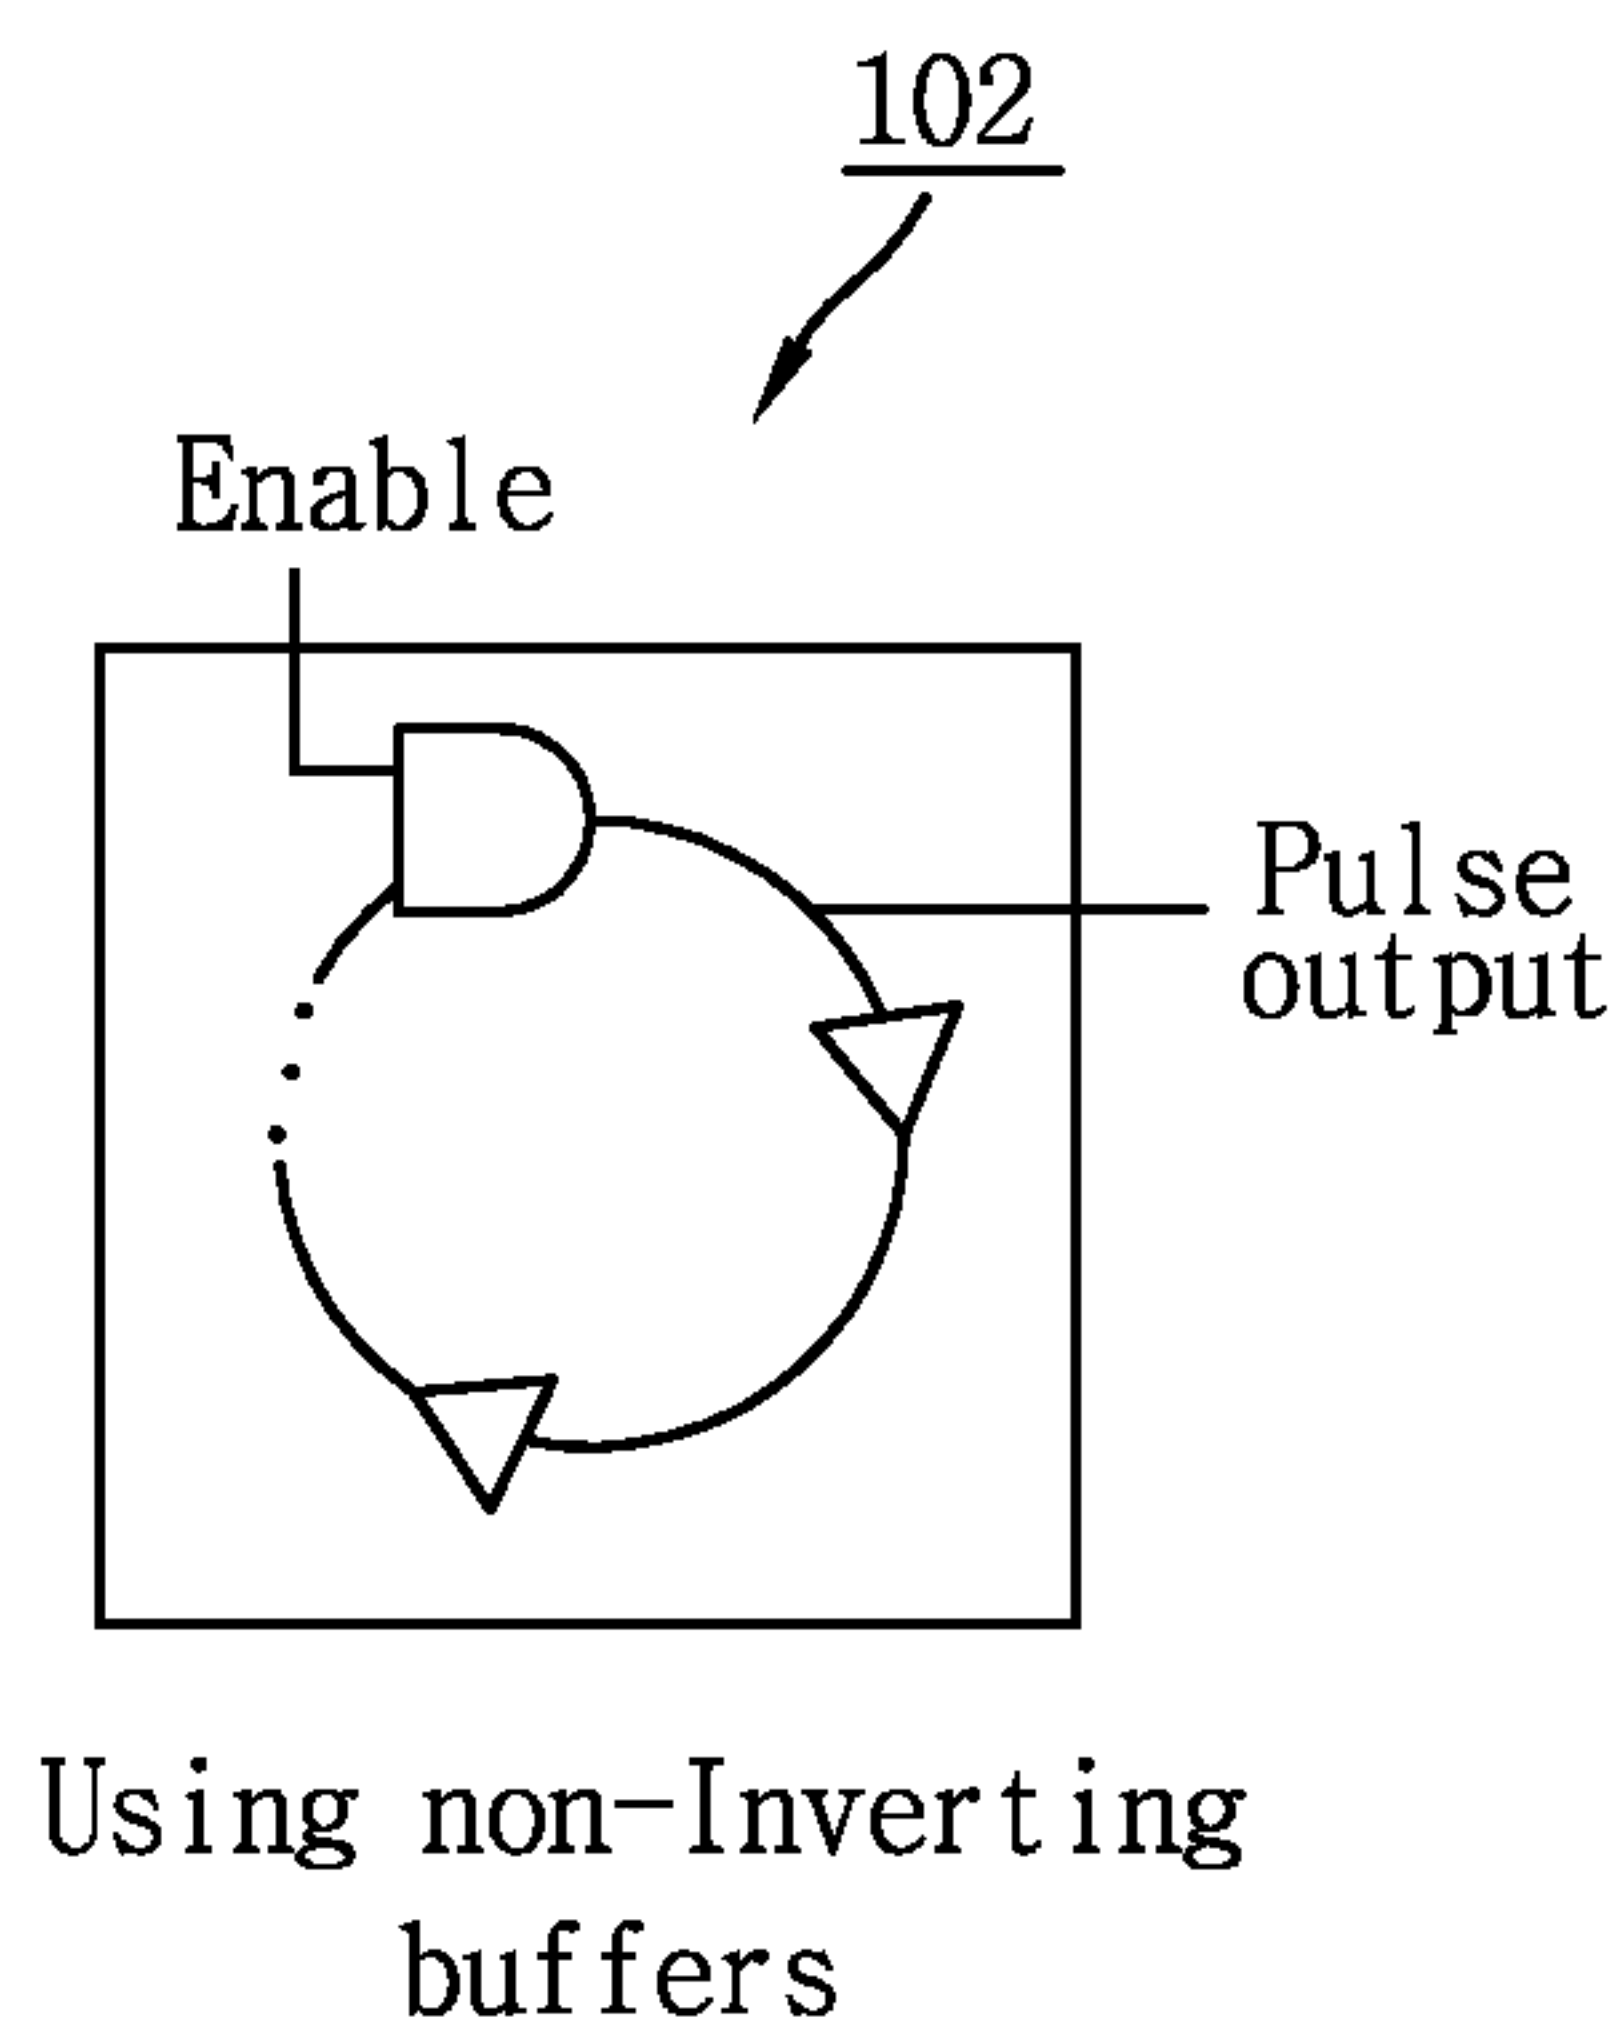 102
Enable
Pulse
output
Using non-Inverting
buffers